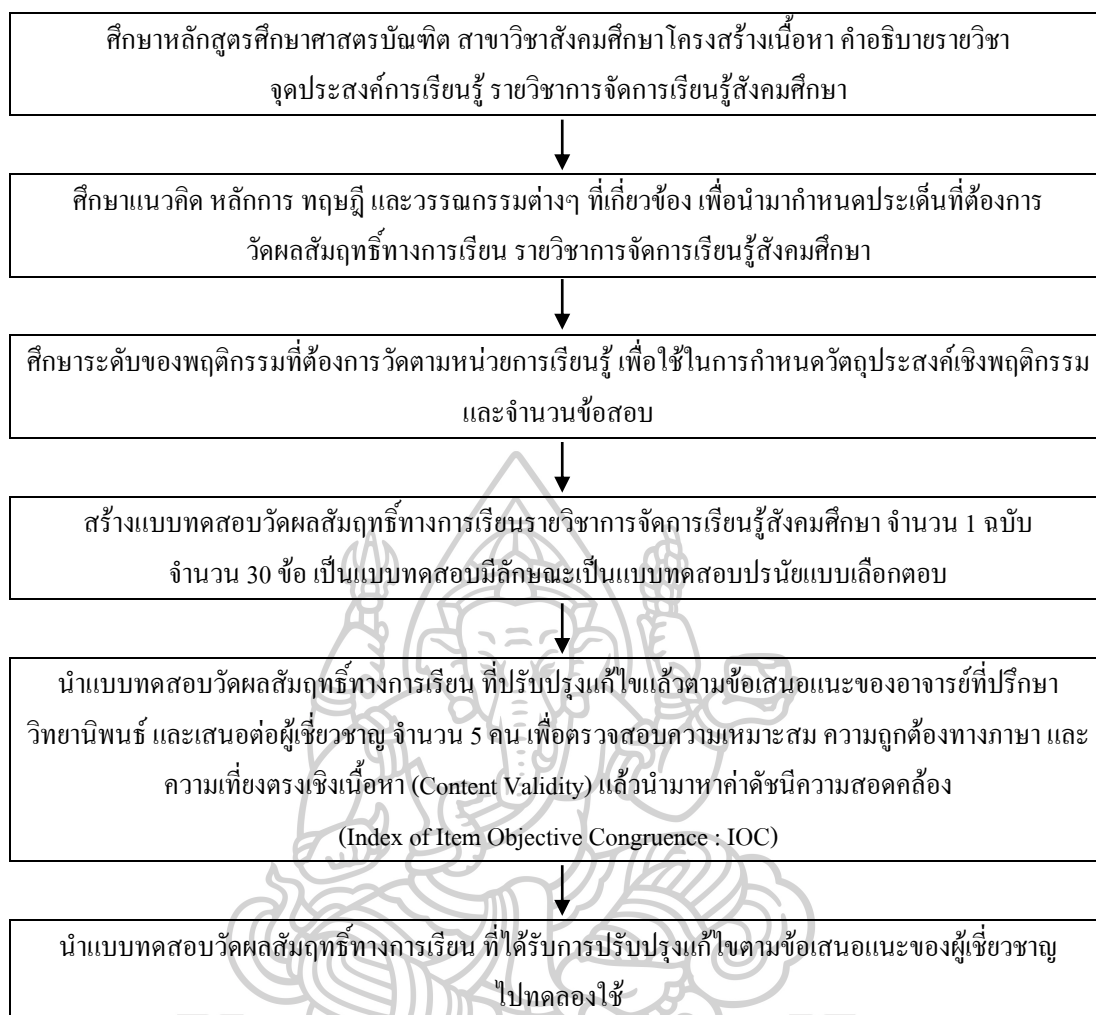 ศึกษาหลักสูตรศึกษาศาสตรบัณฑิต สาขาวิชาสังคมศึกษาโครงสร้างเนื้อหา คำอธิบายรายวิชา
จุดประสงค์การเรียนรู้ รายวิชาการจัดการเรียนรู้สังคมศึกษา
ศึกษาแนวคิด หลักการ ทฤษฎี และวรรณกรรมต่างๆ ที่เกี่ยวข้อง เพื่อนำมากำหนดประเด็นที่ต้องการ
วัดผลสัมฤทธิ์ทางการเรียน รายวิชาการจัดการเรียนรู้สังคมศึกษา
ศึกษาระดับของพฤติกรรมที่ต้องการวัดตามหน่วยการเรียนรู้ เพื่อใช้ในการกำหนดวัตถุประสงค์เชิงพฤติกรรม
และจำนวนข้อสอบ
สร้างแบบทดสอบวัดผลสัมฤทธิ์ทางการเรียนรายวิชาการจัดการเรียนรู้สังคมศึกษา จำนวน 1 ฉบับ
จำนวน 30 ข้อ เป็นแบบทดสอบมีลักษณะเป็นแบบทดสอบปรนัยแบบเลือกตอบ
นำแบบทดสอบวัดผลสัมฤทธิ์ทางการเรียน ที่ปรับปรุงแก้ไขแล้วตามข้อเสนอแนะของอาจารย์ที่ปรึกษา
วิทยานิพนธ์ และเสนอต่อผู้เชี่ยวชาญ จำนวน 5 คน เพื่อตรวจสอบความเหมาะสม ความถูกต้องทางภาษา และ
ความเที่ยงตรงเชิงเนื้อหา (Content Validity) แล้วนำมาหาค่าดัชนีความสอดคล้อง
(Index of Item Objective Congruence : IOC)
นำแบบทดสอบวัดผลสัมฤทธิ์ทางการเรียน ที่ได้รับการปรับปรุงแก้ไขตามข้อเสนอแนะของผู้เชี่ยวชาญ
ไปทดลองใช้